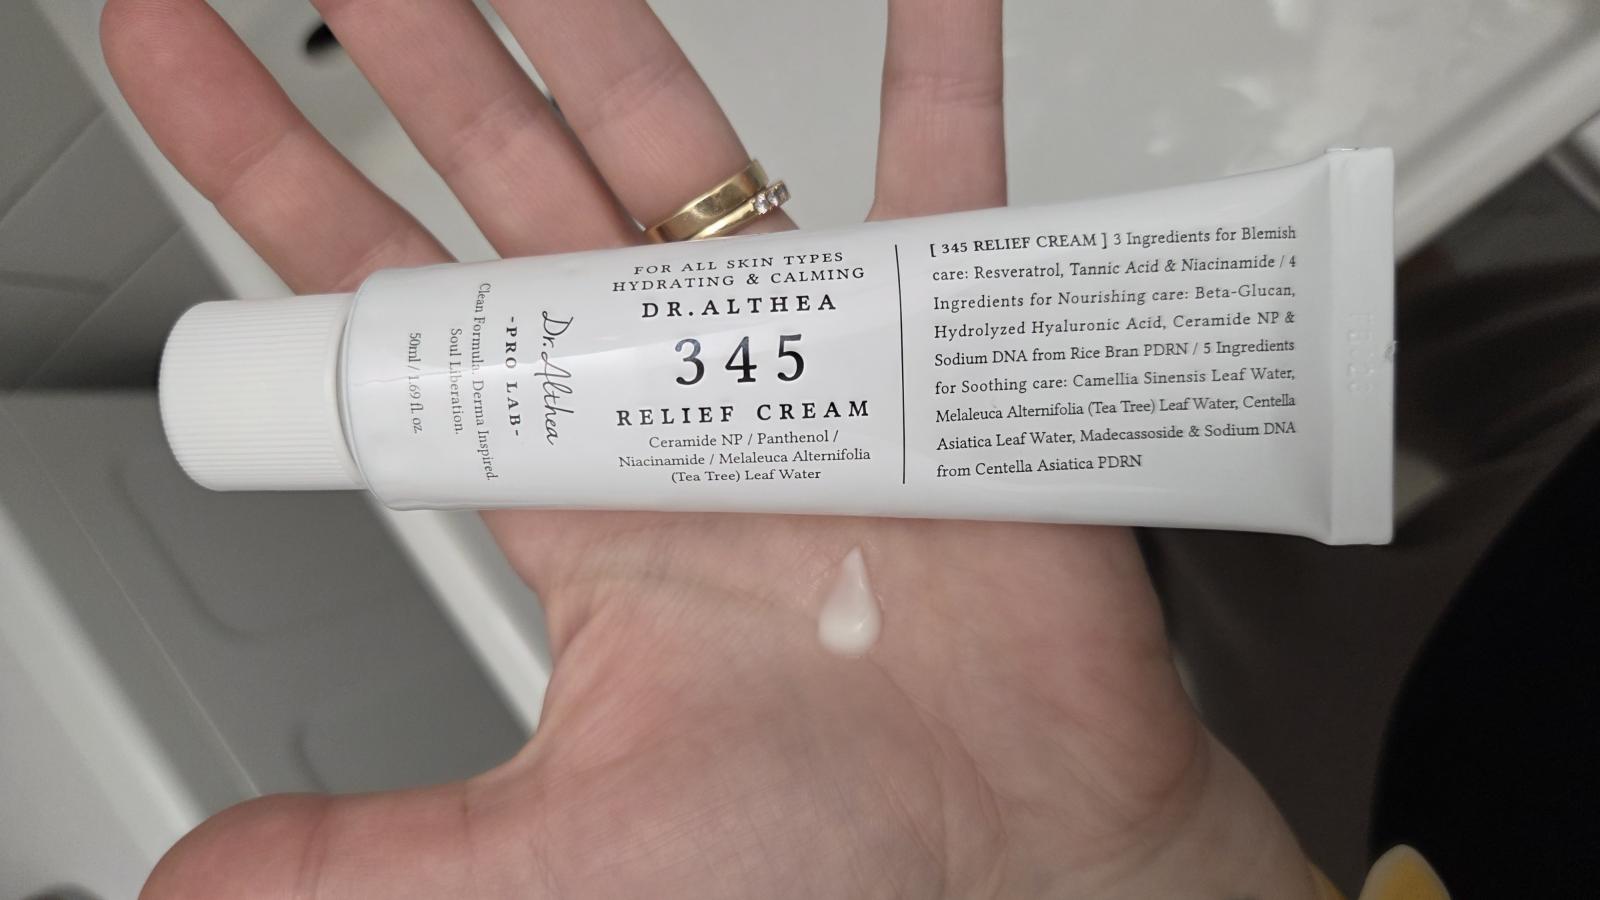 Dr. Althea
-PRO LAB-
Clean Formula. Derma Inspired.
Soul Liberation.
50ml / 1.69 fl. oz.
FOR ALL SKIN TYPES
HYDRATING & CALMING
DR.ALTHEA
345
RELIEF CREAM
Ceramide NP / Panthenol /
Niacinamide / Melaleuca Alternifolia
(Tea Tree) Leaf Water
[ 345 RELIEF CREAM ] 3 Ingredients for Blemish
care: Resveratrol, Tannic Acid & Niacinamide / 4
Ingredients for Nourishing care: Beta-Glucan,
Hydrolyzed Hyaluronic Acid, Ceramide NP &
Sodium DNA from Rice Bran PDRN / 5 Ingredients
for Soothing care: Camellia Sinensis Leaf Water,
Melaleuca Alternifolia (Tea Tree) Leaf Water, Centella
Asiatica Leaf Water, Madecassoside & Sodium DNA
from Centella Asiatica PDRN